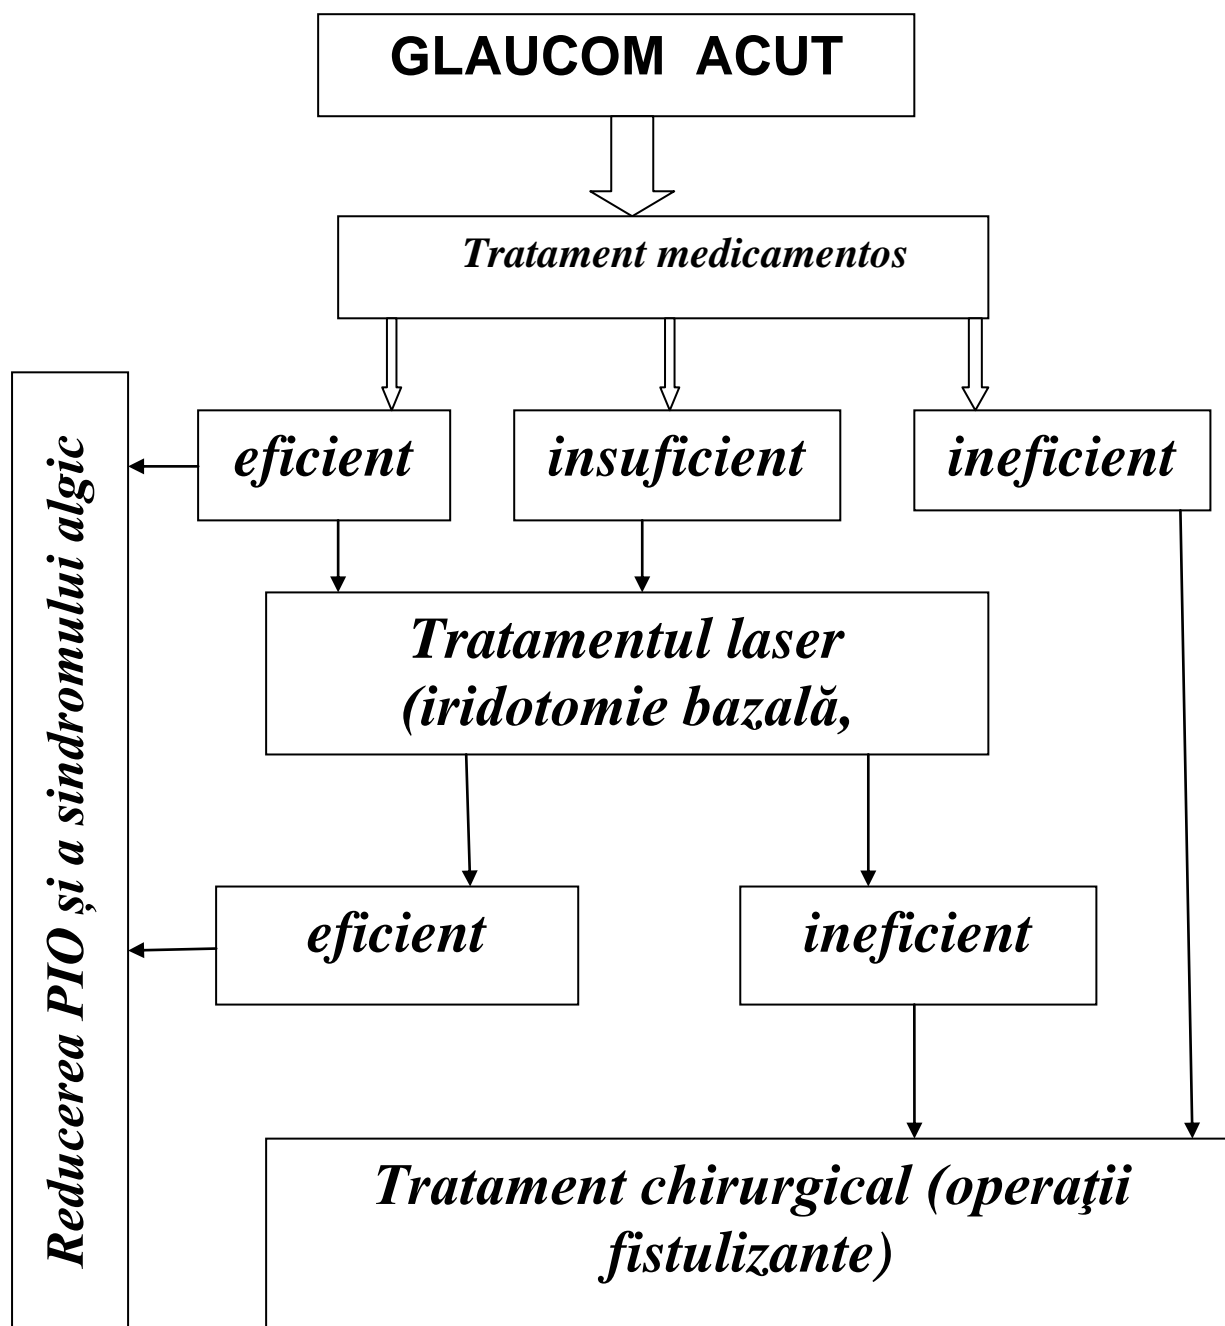 GLAUCOM ACUT
Tratament medicamentos
eficient
insuficient
ineficient
Reducerea PIO și a sindromului algic
Tratamentul laser
(iridotomie bazală,
eficient
ineficient
Tratament chirurgical (operaţii
fistulizante)